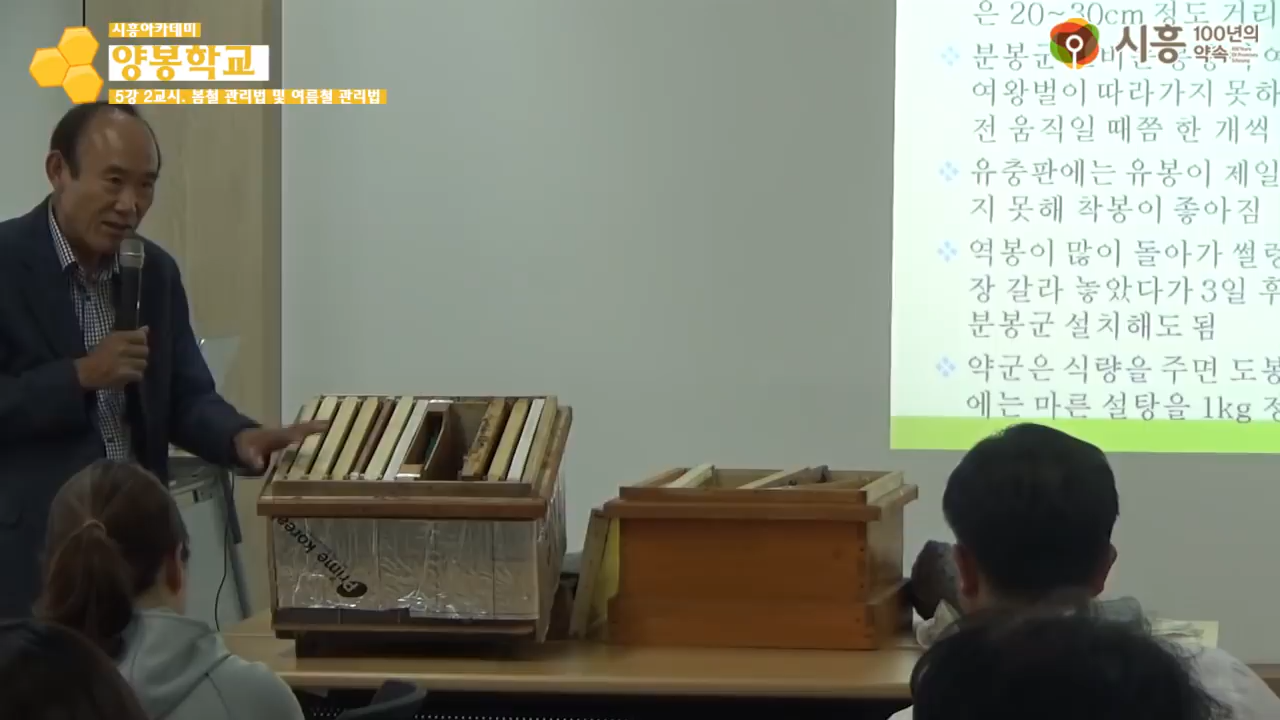 시흥아카데미
양봉학교
5강 2교시. 봄철 관리법 및 여름철 관리법
시흥 100년의 약속
은 20~30cm 정도 거리
분봉군
여왕벌이 따라가지 못하
전 움직일 때쯤 한 개씩
유충판에는 유봉이 제일
지 못해 착봉이 좋아짐
역봉이 많이 돌아가 썰렁
장 갈라 놓았다가 3일 후
분봉군 설치해도 됨
약군은 식량을 주면 도봉
에는 마른 설탕을 1kg 정
Prime korea